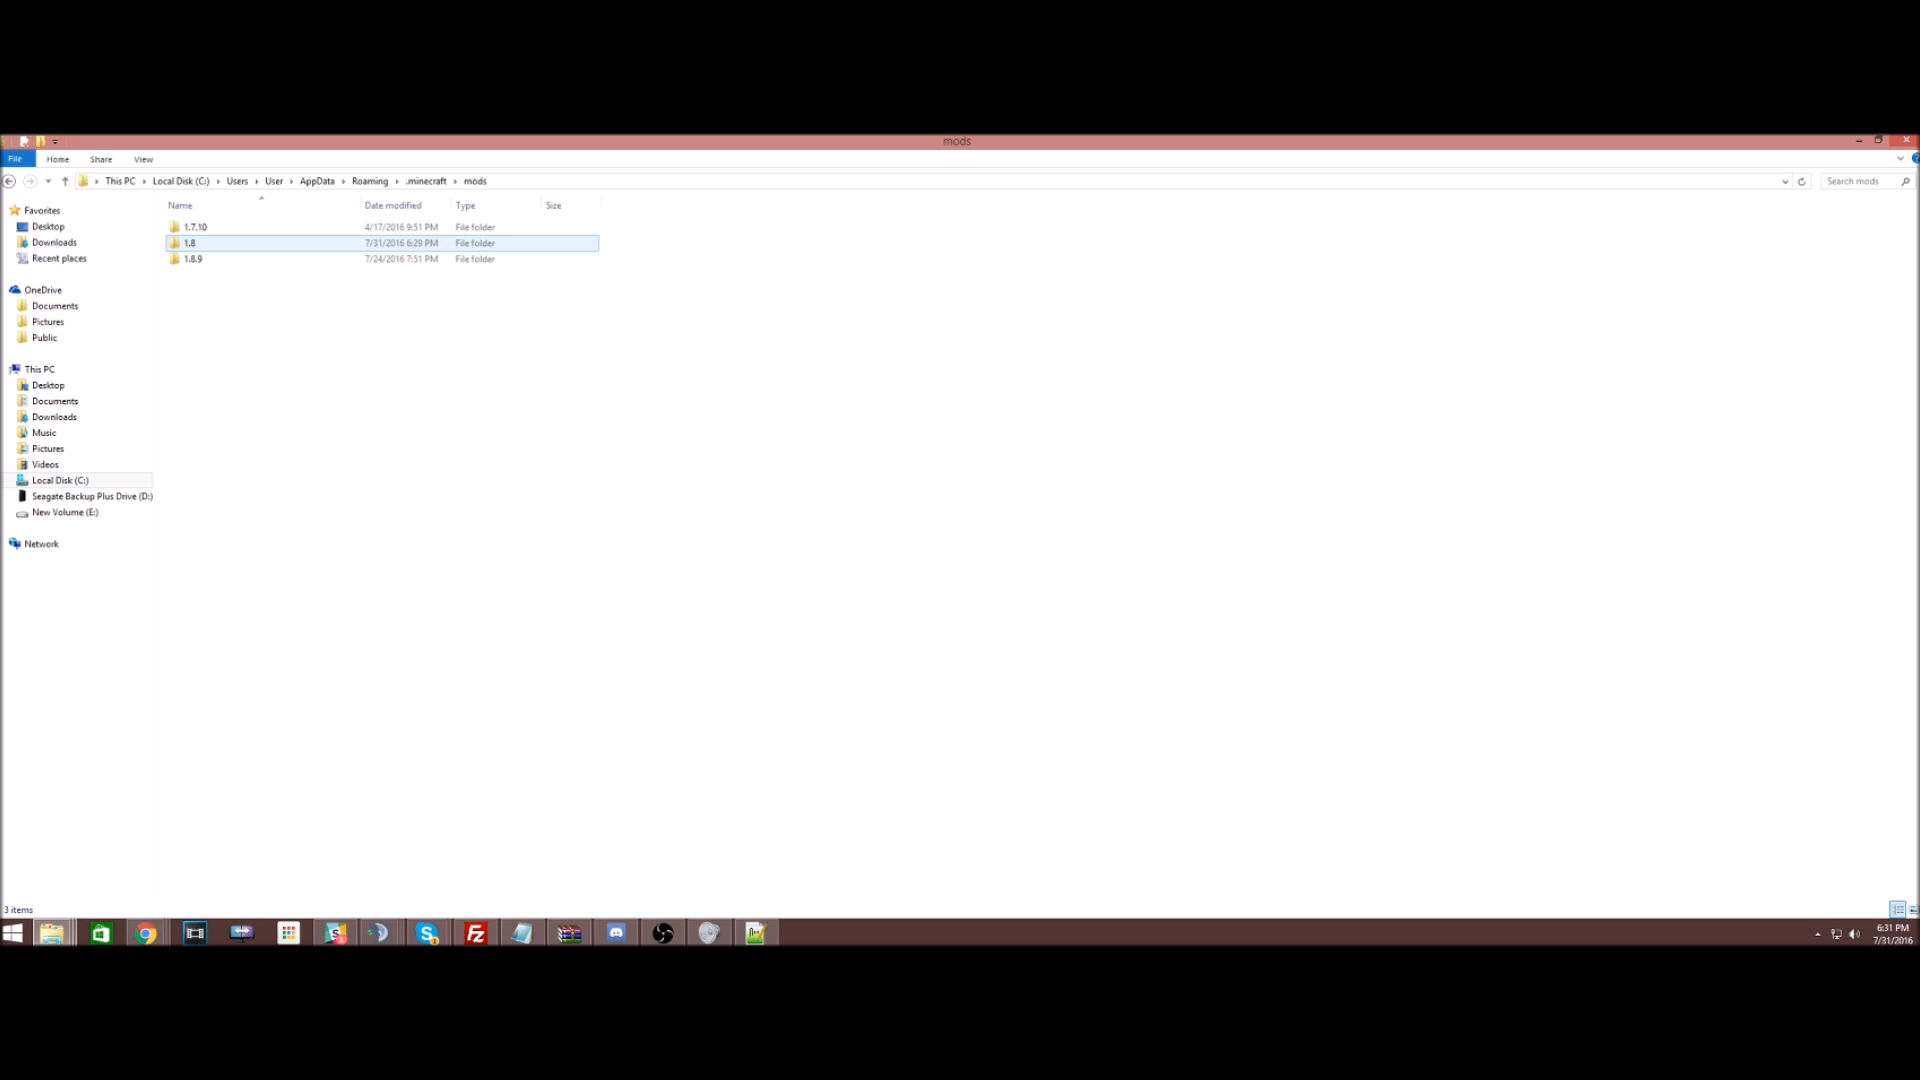 mods
File Home Share View
This PC Local Disk (C:) Users User AppData Roaming .minecraft mods
Search mods
Name Date modified Type Size
1.7.10 4/17/2016 9:51 PM File folder
1.8 7/31/2016 6:29 PM File folder
1.8.9 7/24/2016 7:51 PM File folder
Favorites
Desktop
Downloads
Recent places
OneDrive
Documents
Pictures
Public
This PC
Desktop
Documents
Downloads
Music
Pictures
Videos
Local Disk (C:)
Seagate Backup Plus Drive (D:)
New Volume (E:)
Network
3 items
6:31 PM
7/31/2016